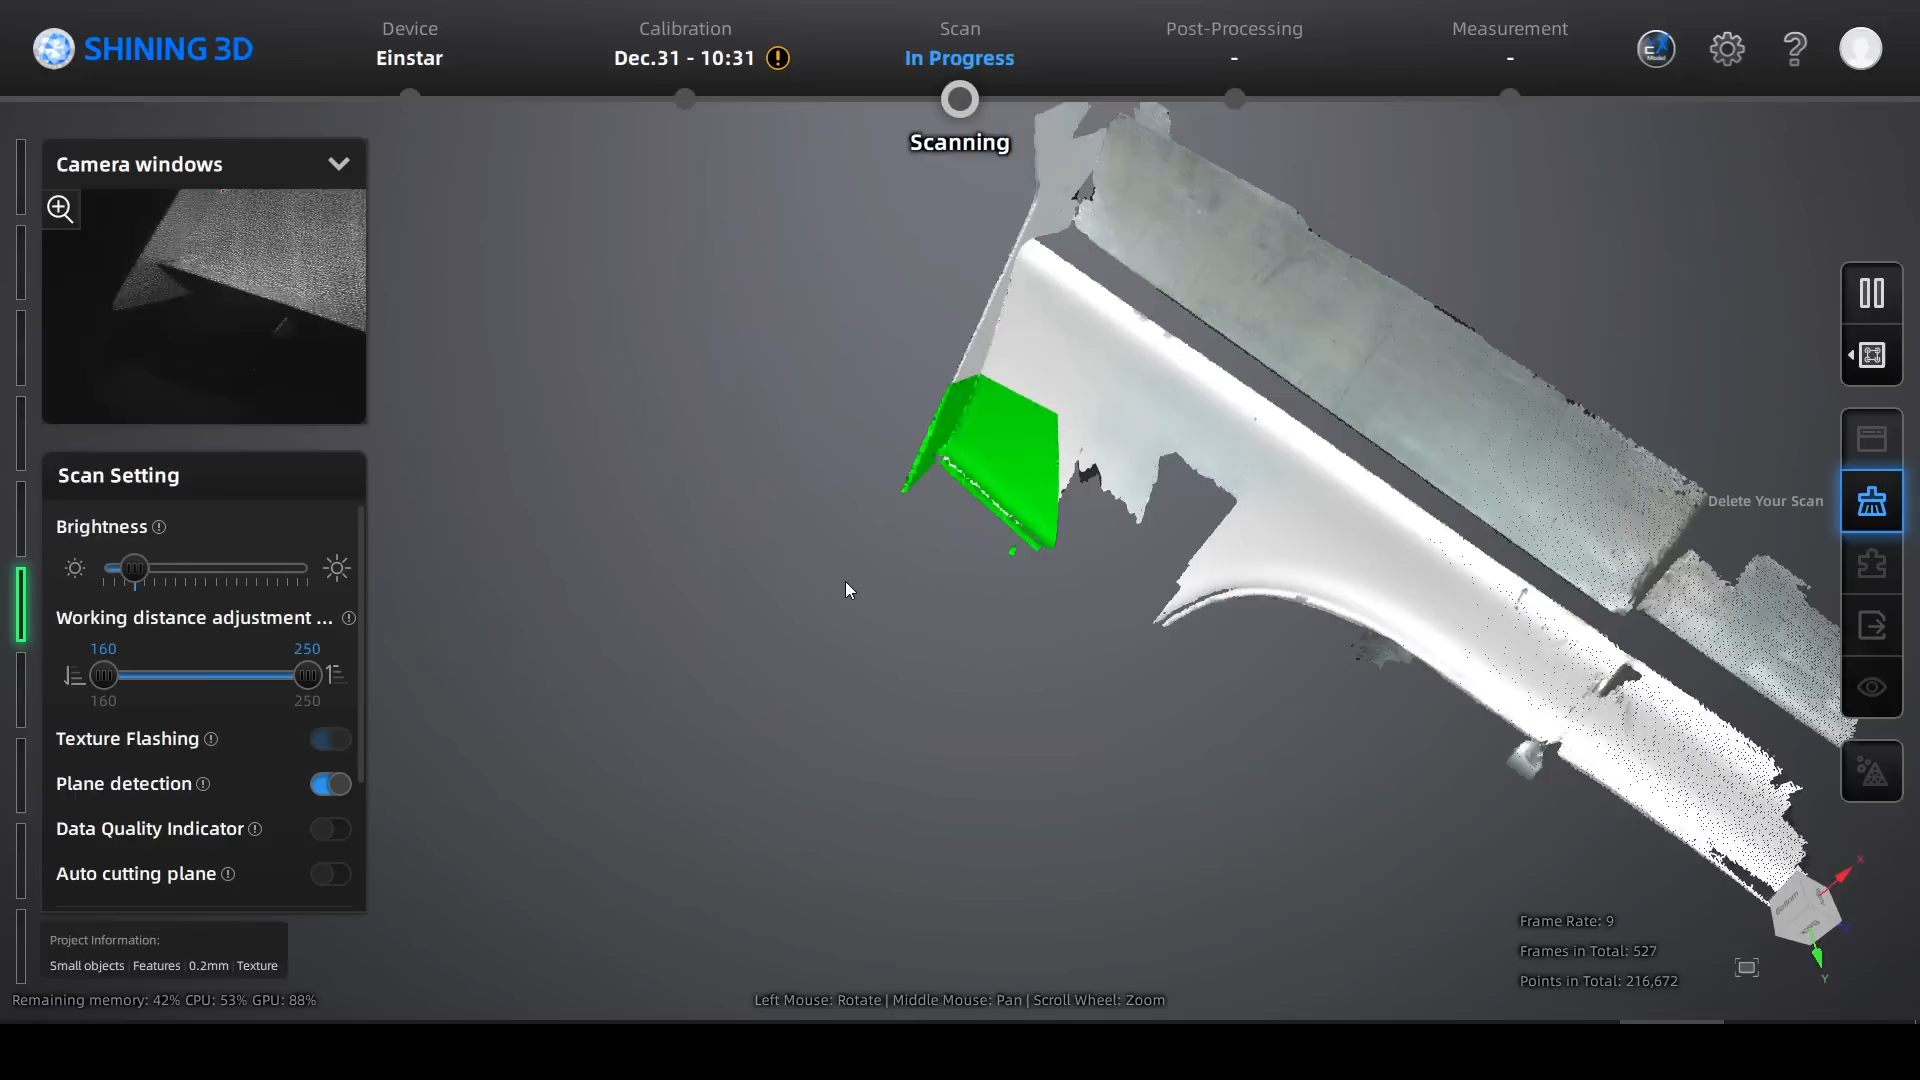 SHINING 3D
Device
Einstar
Calibration
Dec.31 - 10:31
Scan
In Progress
Post-Processing
-
Measurement
-
Scanning
Camera windows
Scan Setting
Brightness
Working distance adjustment ...
160 250
160 250
Texture Flashing
Plane detection
Data Quality Indicator
Auto cutting plane
Project Information:
Small objects Features 0.2mm Texture
Remaining memory: 42% CPU: 53% GPU: 88%
Left Mouse: Rotate | Middle Mouse: Pan | Scroll Wheel: Zoom
Delete Your Scan
Frame Rate: 9
Frames in Total: 527
Points in Total: 216,672
X
Y
Bottom